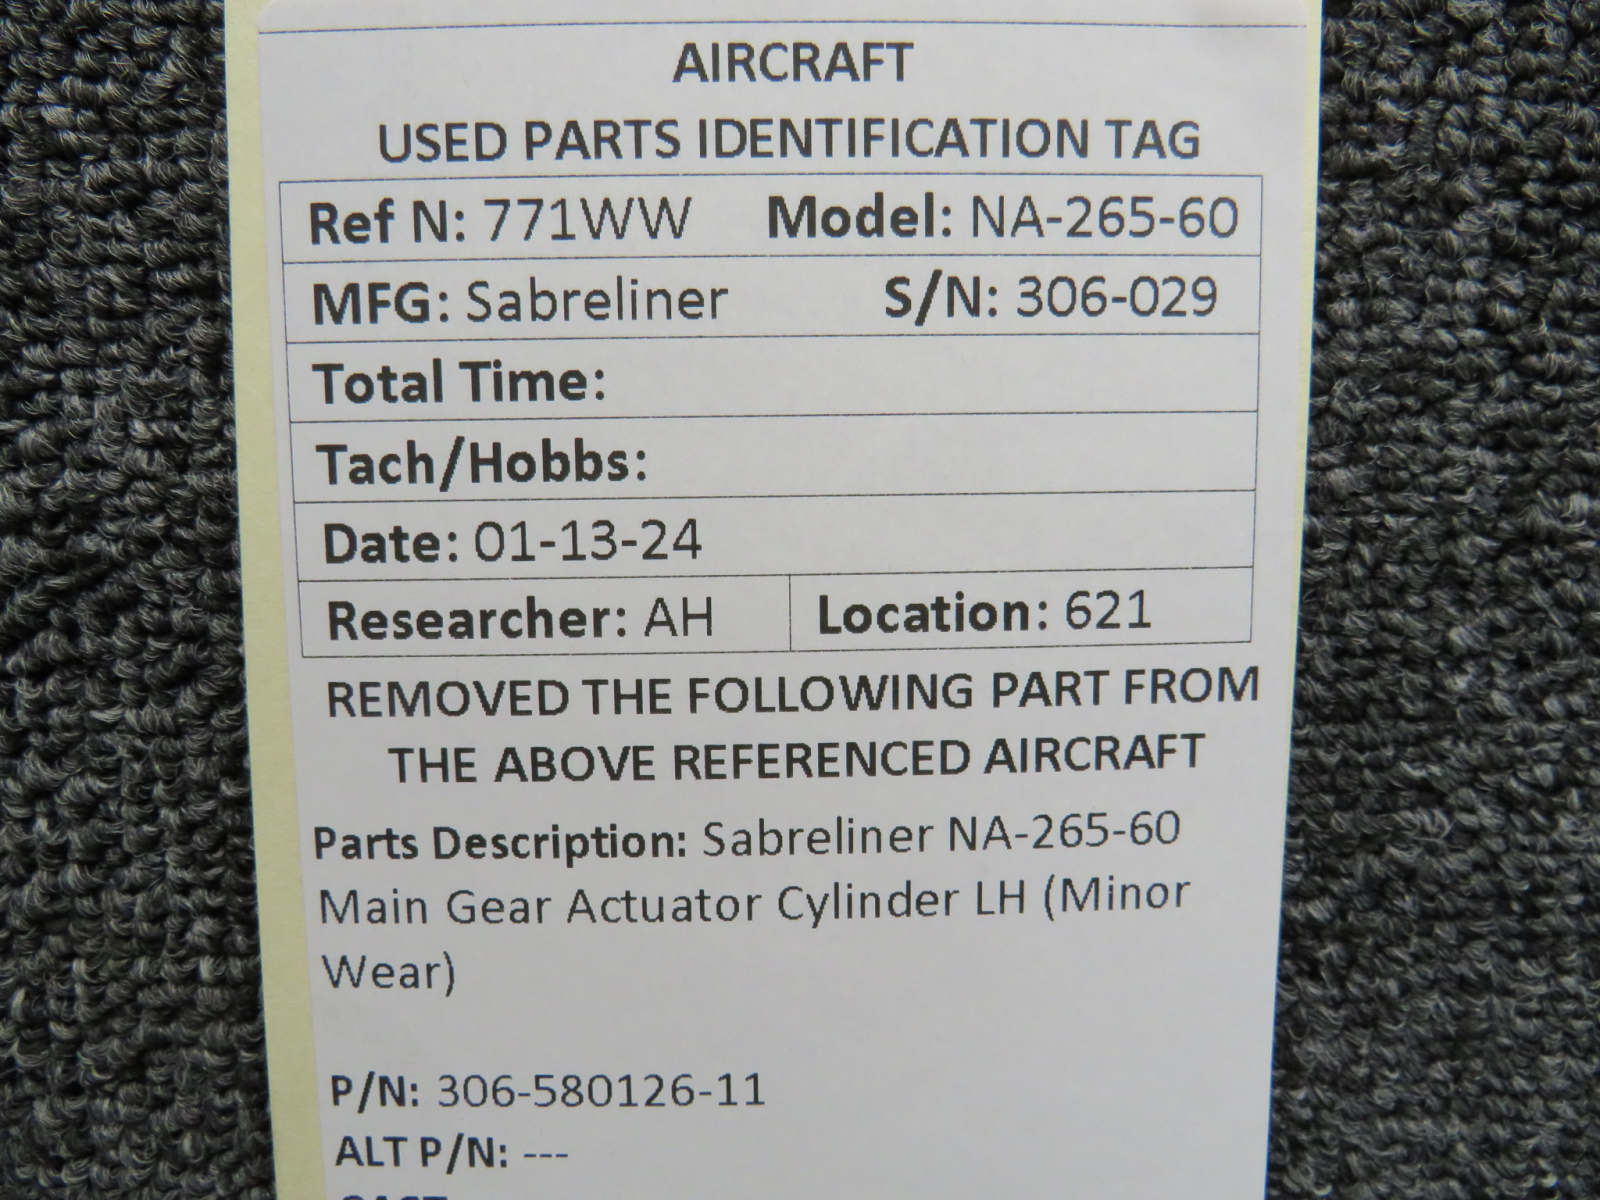 AIRCRAFT
USED PARTS IDENTIFICATION TAG
Ref N: 771WW Model: NA-265-60
MFG: Sabreliner S/N: 306-029
Total Time:
Tach/Hobbs:
Date: 01-13-24
Researcher: AH Location: 621
REMOVED THE FOLLOWING PART FROM
THE ABOVE REFERENCED AIRCRAFT
Parts Description: Sabreliner NA-265-60
Main Gear Actuator Cylinder LH (Minor
Wear)
P/N: 306-580126-11
ALT P/N: ---